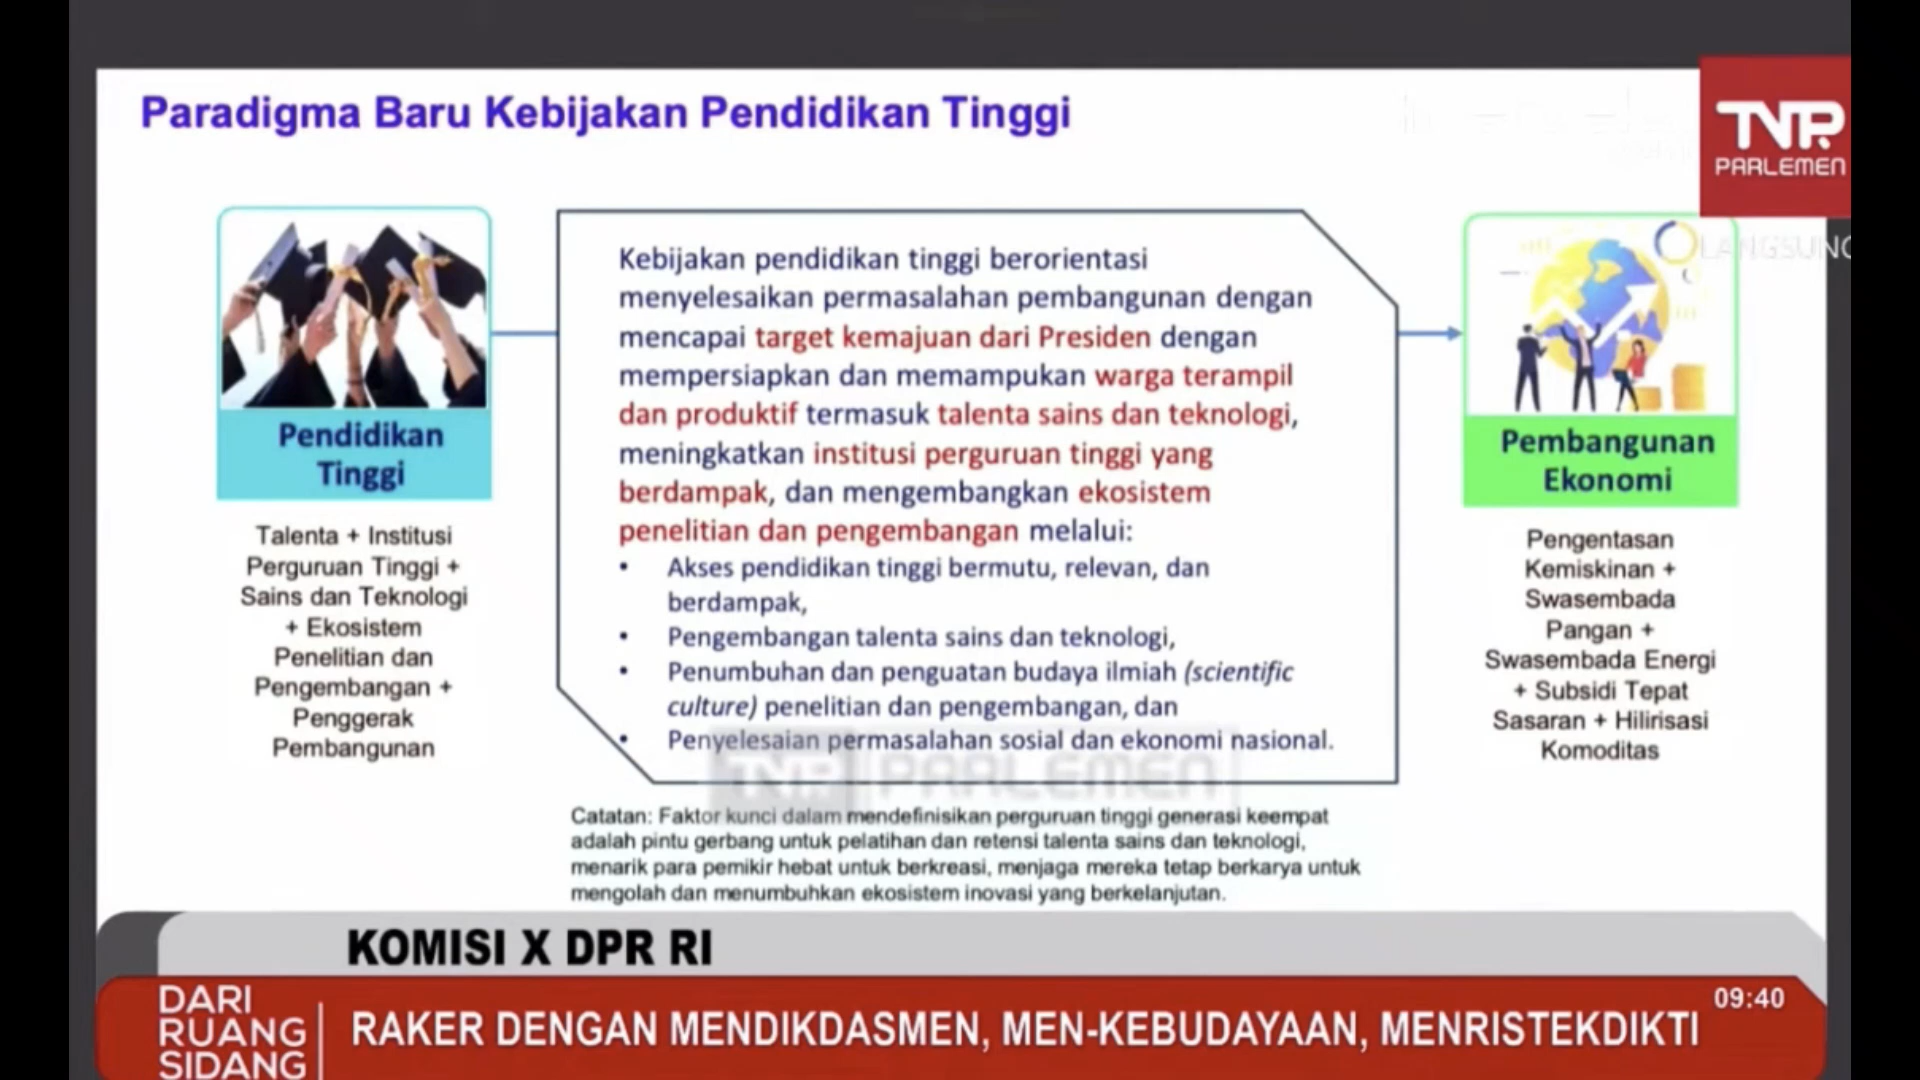 Paradigma Baru Kebijakan Pendidikan Tinggi
TVR
PARLEMEN
LANGSUNG
Pendidikan
Tinggi
Talenta + Institusi
Perguruan Tinggi +
Sains dan Teknologi
+ Ekosistem
Penelitian dan
Pengembangan +
Penggerak
Pembangunan
Kebijakan pendidikan tinggi berorientasi
menyelesaikan permasalahan pembangunan dengan
mencapai target kemajuan dari Presiden dengan
mempersiapkan dan memampukan warga terampil
dan produktif termasuk talenta sains dan teknologi,
meningkatkan institusi perguruan tinggi yang
berdampak, dan mengembangkan ekosistem
penelitian dan pengembangan melalui:
• Akses pendidikan tinggi bermutu, relevan, dan
berdampak,
• Pengembangan talenta sains dan teknologi,
• Penumbuhan dan penguatan budaya ilmiah (scientific
culture) penelitian dan pengembangan, dan
• Penyelesaian permasalahan sosial dan ekonomi nasional.
TVR PARLEMEN
Pembangunan
Ekonomi
Pengentasan
Kemiskinan +
Swasembada
Pangan +
Swasembada Energi
+ Subsidi Tepat
Sasaran + Hilirisasi
Komoditas
Catatan: Faktor kunci dalam mendefinisikan perguruan tinggi generasi keempat
adalah pintu gerbang untuk pelatihan dan retensi talenta sains dan teknologi,
menarik para pemikir hebat untuk berkreasi, menjaga mereka tetap berkarya untuk
mengolah dan menumbuhkan ekosistem inovasi yang berkelanjutan.
KOMISI X DPR RI
DARI
RUANG
SIDANG
RAKER DENGAN MENDIKDASMEN, MEN-KEBUDAYAAN, MENRISTEKDIKTI
09:40